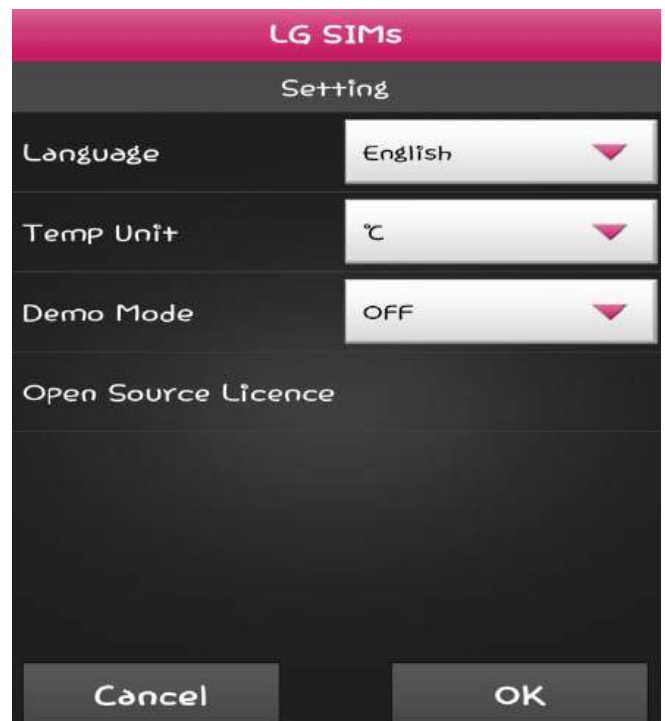 LG SIMs
Setting
Language English
Temp Unit ℃
Demo Mode OFF
Open Source Licence
Cancel OK